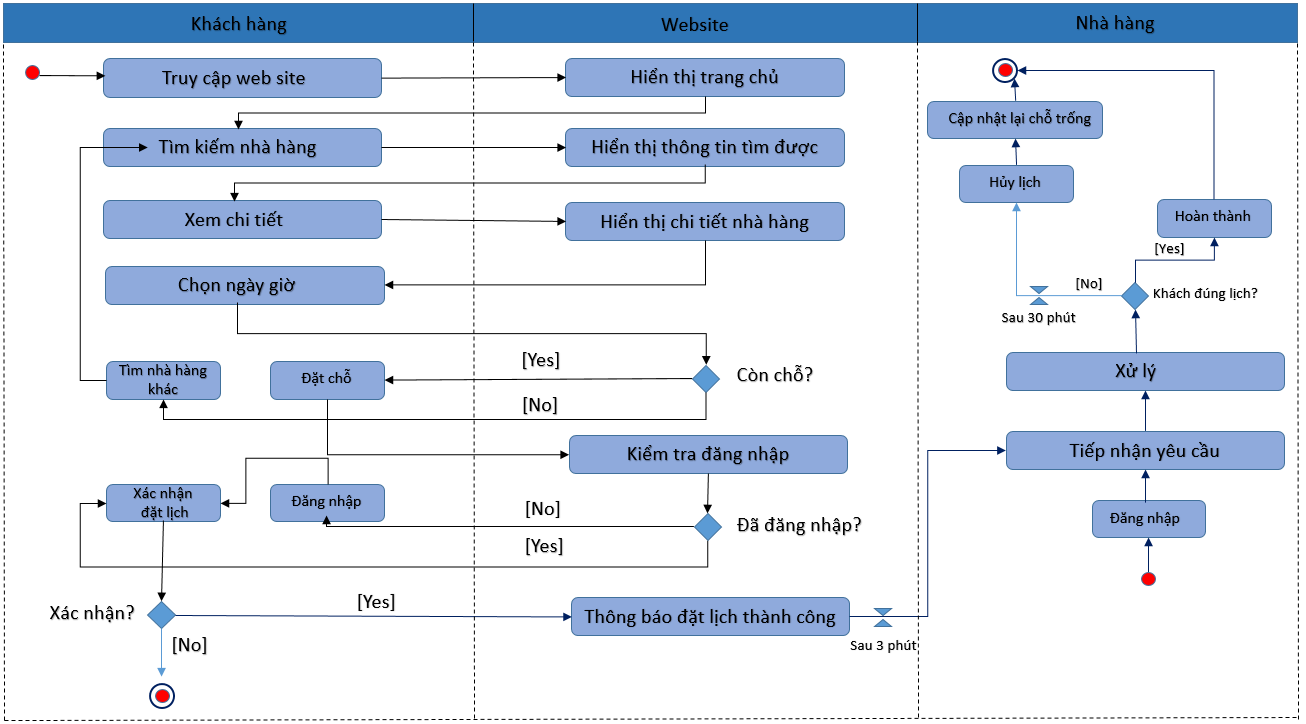 Khách hàng
Website
Nhà hàng
Truy cập web site
Hiển thị trang chủ
Tìm kiếm nhà hàng
Hiển thị thông tin tìm được
Xem chi tiết
Hiển thị chi tiết nhà hàng
Chọn ngày giờ
Tìm nhà hàng
khác
Đặt chỗ
[Yes]
Còn chỗ?
[No]
Kiểm tra đăng nhập
Xác nhận
đặt lịch
Đăng nhập
[No]
Đã đăng nhập?
[Yes]
Xác nhận?
[Yes]
[No]
Thông báo đặt lịch thành công
Sau 3 phút
Cập nhật lại chỗ trống
Hủy lịch
Hoàn thành
[Yes]
[No]
Khách đúng lịch?
Sau 30 phút
Xử lý
Tiếp nhận yêu cầu
Đăng nhập